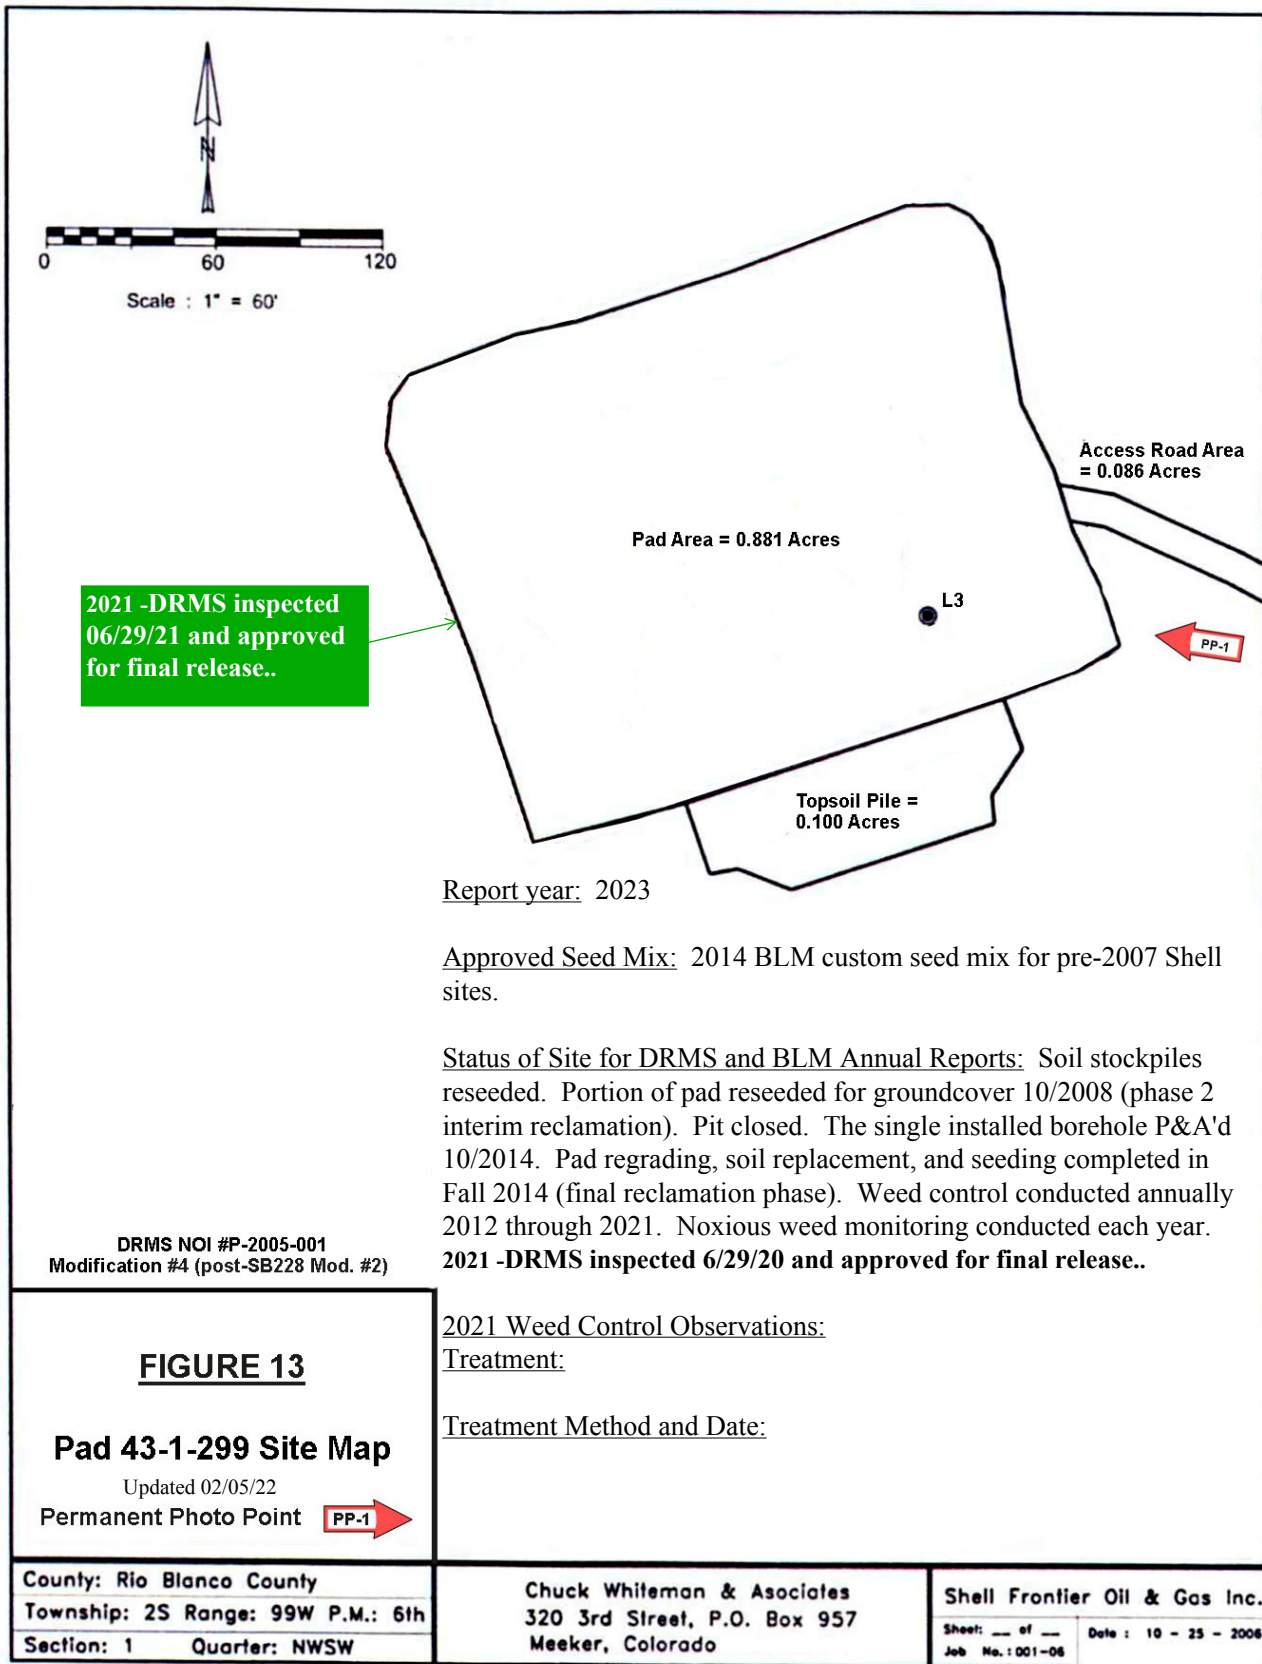 N
0 60 120
Scale : 1" = 60'
Access Road Area
= 0.086 Acres
Pad Area = 0.881 Acres
2021 -DRMS inspected
06/29/21 and approved
for final release..
L3
PP-1
Topsoil Pile =
0.100 Acres
Report year: 2023
Approved Seed Mix: 2014 BLM custom seed mix for pre-2007 Shell
sites.
Status of Site for DRMS and BLM Annual Reports: Soil stockpiles
reseeded. Portion of pad reseeded for groundcover 10/2008 (phase 2
interim reclamation). Pit closed. The single installed borehole P&A'd
10/2014. Pad regrading, soil replacement, and seeding completed in
Fall 2014 (final reclamation phase). Weed control conducted annually
2012 through 2021. Noxious weed monitoring conducted each year.
2021 -DRMS inspected 6/29/20 and approved for final release..
2021 Weed Control Observations:
Treatment:
Treatment Method and Date:
DRMS NOI #P-2005-001
Modification #4 (post-SB228 Mod. #2)
FIGURE 13
Pad 43-1-299 Site Map
Updated 02/05/22
Permanent Photo Point PP-1
County: Rio Blanco County
Township: 2S Range: 99W P.M.: 6th
Section: 1 Quarter: NWSW
Chuck Whiteman & Asociates
320 3rd Street, P.O. Box 957
Meeker, Colorado
Shell Frontier Oil & Gas Inc.
Sheet: __ of __
Job No.: 001-06
Date : 10 - 25 - 2006